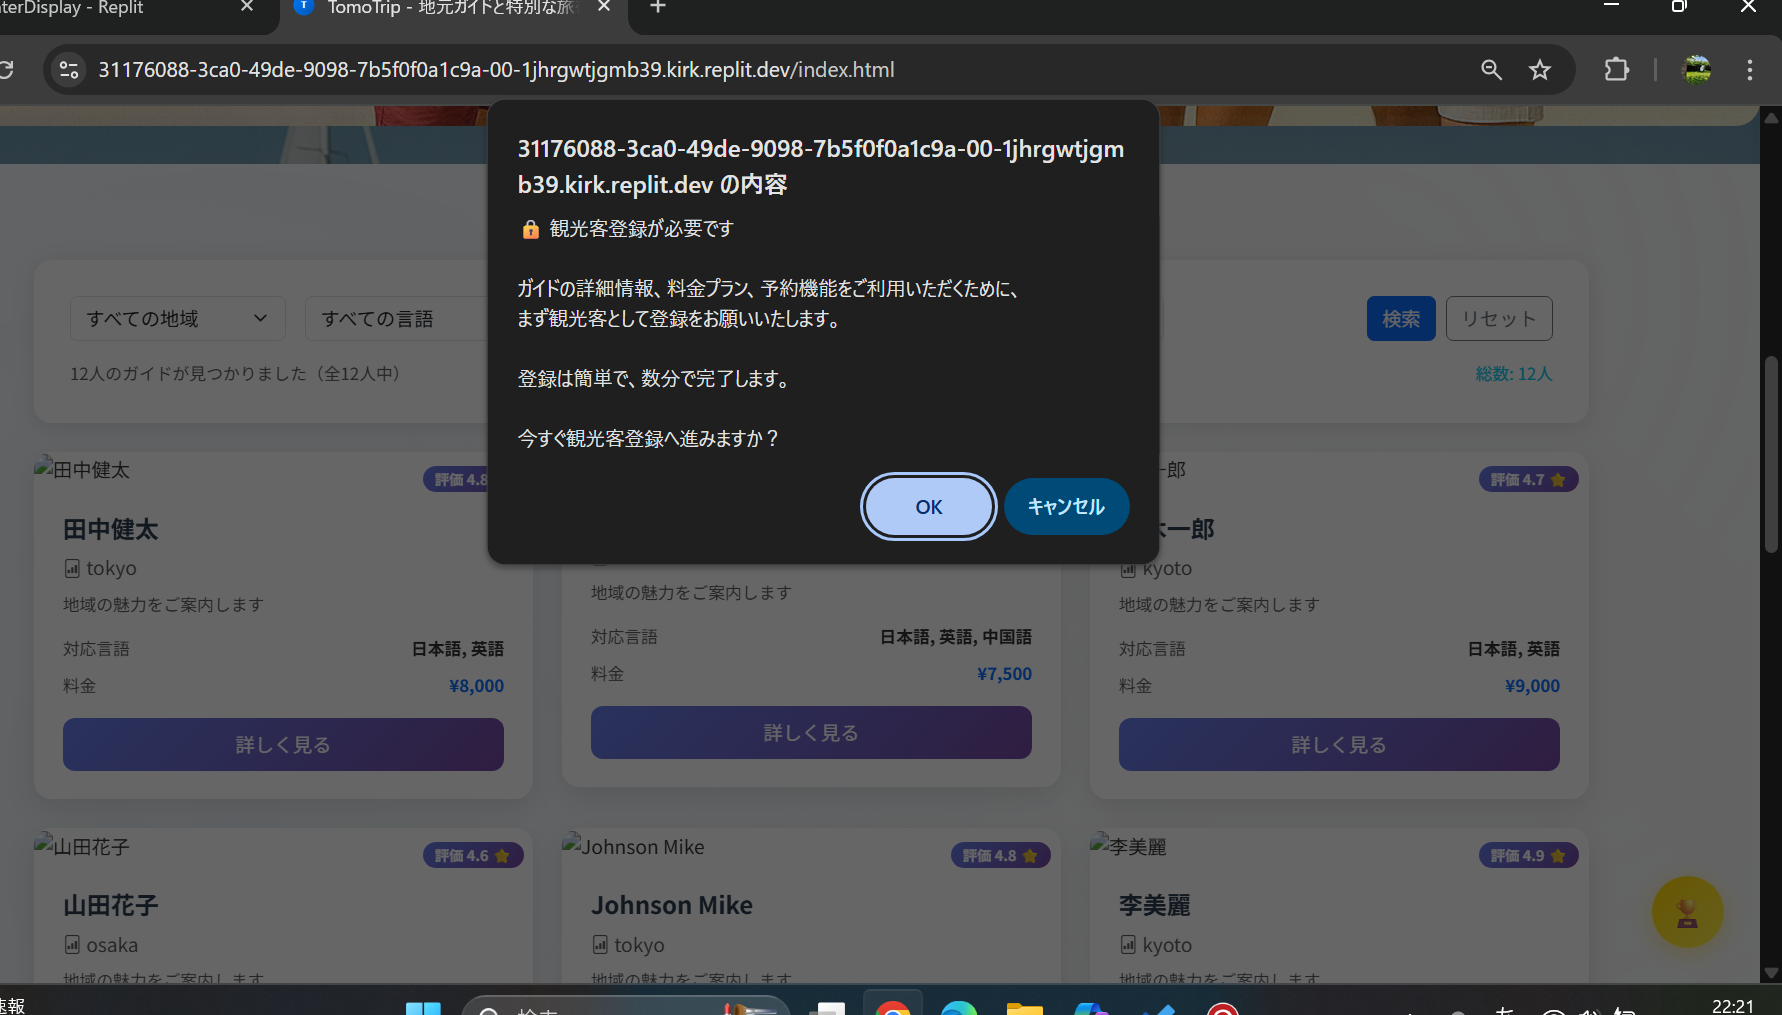 terDisplay - Replit
TomoTrip - 地元ガイドと特別な旅
31176088-3ca0-49de-9098-7b5f0f0a1c9a-00-1jhrgwtjgmb39.kirk.replit.dev/index.html
31176088-3ca0-49de-9098-7b5f0f0a1c9a-00-1jhrgwtjgm
b39.kirk.replit.dev の内容
🔒 観光客登録が必要です
ガイドの詳細情報、料金プラン、予約機能をご利用いただくために、
まず観光客として登録をお願いいたします。
登録は簡単で、数分で完了します。
今すぐ観光客登録へ進みますか？
OK
キャンセル
すべての地域
すべての言語
検索
リセット
12人のガイドが見つかりました（全12人中）
総数: 12人
田中健太
評価 4.8
田中健太
tokyo
地域の魅力をご案内します
対応言語
日本語, 英語
料金
¥8,000
詳しく見る
地域の魅力をご案内します
対応言語
日本語, 英語, 中国語
料金
¥7,500
詳しく見る
一郎
評価 4.7 ⭐
木一郎
kyoto
地域の魅力をご案内します
対応言語
日本語, 英語
料金
¥9,000
詳しく見る
山田花子
評価 4.6 ⭐
山田花子
osaka
地域の魅力をご案内します
Johnson Mike
評価 4.8 ⭐
Johnson Mike
tokyo
地域の魅力をご案内します
李美麗
評価 4.9 ⭐
李美麗
kyoto
地域の魅力をご案内します
速報
検索
あ
22:21